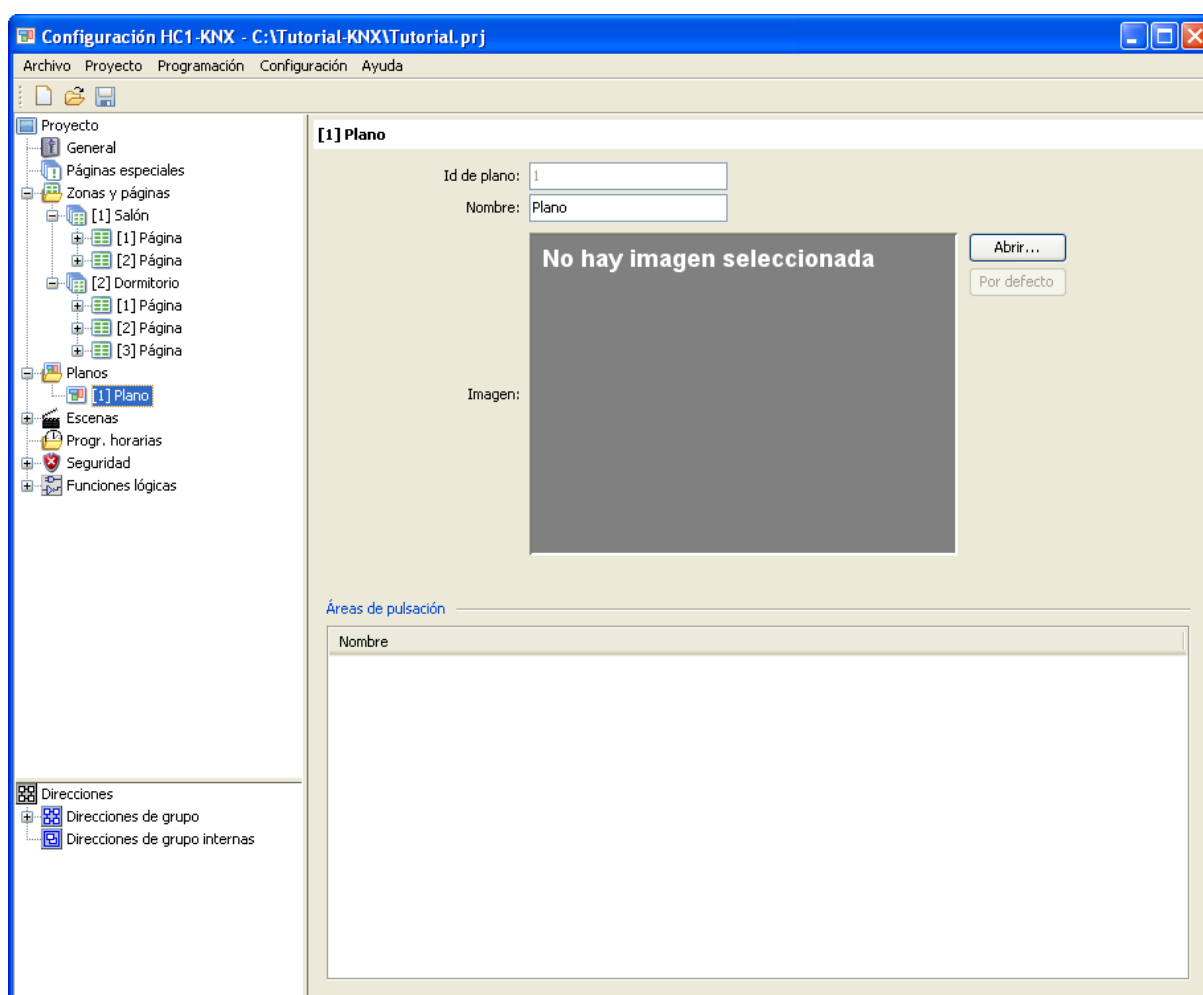 Configuración HC1-KNX - C:\Tutorial-KNX\Tutorial.prj
Archivo Proyecto Programación Configuración Ayuda
Proyecto
General
Páginas especiales
Zonas y páginas
[1] Salón
[1] Página
[2] Página
[2] Dormitorio
[1] Página
[2] Página
[3] Página
Planos
[1] Plano
Escenas
Progr. horarias
Seguridad
Funciones lógicas
Direcciones
Direcciones de grupo
Direcciones de grupo internas
[1] Plano
Id de plano: 1
Nombre: Plano
Imagen:
No hay imagen seleccionada
Abrir...
Por defecto
Áreas de pulsación
Nombre